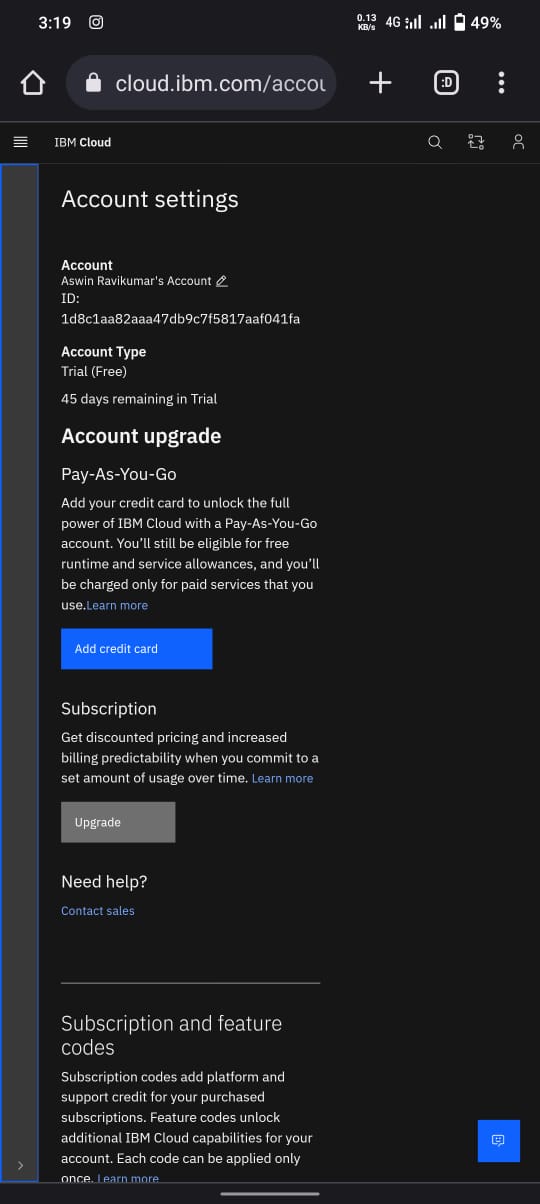 3:19
0.13
KB/s
4G
49%
cloud.ibm.com/accou
:D
IBM Cloud
Account settings
Account
Aswin Ravikumar's Account
ID:
1d8c1aa82aaa47db9c7f5817aaf041fa
Account Type
Trial (Free)
45 days remaining in Trial
Account upgrade
Pay-As-You-Go
Add your credit card to unlock the full
power of IBM Cloud with a Pay-As-You-Go
account. You’ll still be eligible for free
runtime and service allowances, and you’ll
be charged only for paid services that you
use.Learn more
Add credit card
Subscription
Get discounted pricing and increased
billing predictability when you commit to a
set amount of usage over time. Learn more
Upgrade
Need help?
Contact sales
Subscription and feature
codes
Subscription codes add platform and
support credit for your purchased
subscriptions. Feature codes unlock
additional IBM Cloud capabilities for your
account. Each code can be applied only
once. Learn more